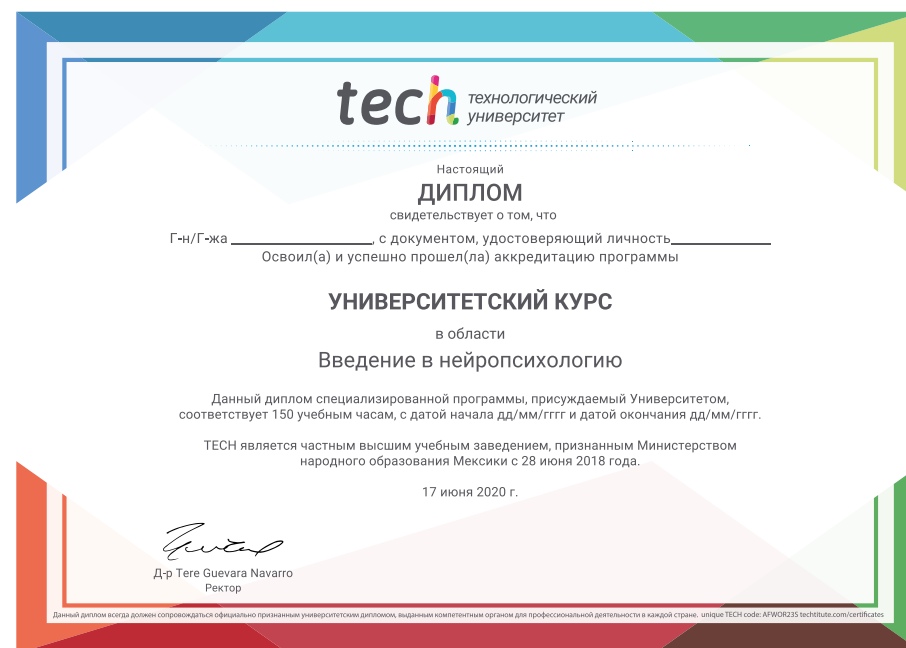 tech технологический
университет
Настоящий
ДИПЛОМ
свидетельствует о том, что
Г-н/Г-жа ____________________, с документом, удостоверяющий личность______________
Освоил(а) и успешно прошел(ла) аккредитацию программы
УНИВЕРСИТЕТСКИЙ КУРС
в области
Введение в нейропсихологию
Данный диплом специализированной программы, присуждаемый Университетом,
соответствует 150 учебным часам, с датой начала дд/мм/гггг и датой окончания дд/мм/гггг.
TECH является частным высшим учебным заведением, признанным Министерством
народного образования Мексики с 28 июня 2018 года.
17 июня 2020 г.
Д-р Tere Guevara Navarro
Ректор
Данный диплом всегда должен сопровождаться официально признанным университетским дипломом, выданным компетентным органом для профессиональной деятельности в каждой стране. unique TECH code: AFWOR23S techtitute.com/certificates